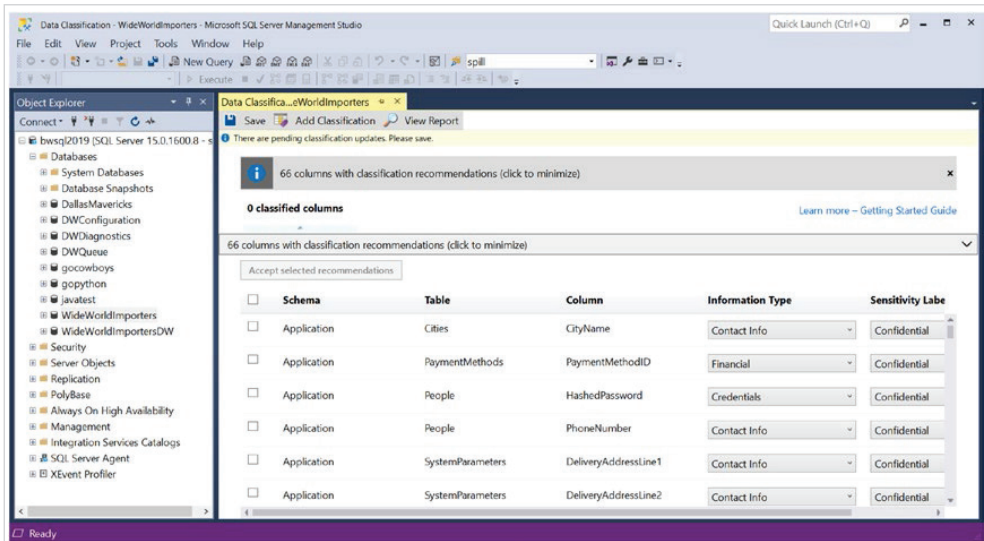 Data Classification - WideWorldImporters - Microsoft SQL Server Management Studio
Quick Launch (Ctrl+Q)
File Edit View Project Tools Window Help
New Query
spill
Execute
Object Explorer
Data Classifica...eWorldImporters
Connect
Save Add Classification View Report
There are pending classification updates. Please save.
bwsql2019 (SQL Server 15.0.1600.8 - s
Databases
System Databases
Database Snapshots
DallasMavericks
DWConfiguration
DWDiagnostics
DWQueue
gocowboys
gopython
javatest
WideWorldImporters
WideWorldImportersDW
Security
Server Objects
Replication
PolyBase
Always On High Availability
Management
Integration Services Catalogs
SQL Server Agent
XEvent Profiler
66 columns with classification recommendations (click to minimize)
0 classified columns
Learn more – Getting Started Guide
66 columns with classification recommendations (click to minimize)
Accept selected recommendations
Schema Table Column Information Type Sensitivity Labe
Application Cities CityName Contact Info Confidential
Application PaymentMethods PaymentMethodID Financial Confidential
Application People HashedPassword Credentials Confidential
Application People PhoneNumber Contact Info Confidential
Application SystemParameters DeliveryAddressLine1 Contact Info Confidential
Application SystemParameters DeliveryAddressLine2 Contact Info Confidential
Ready